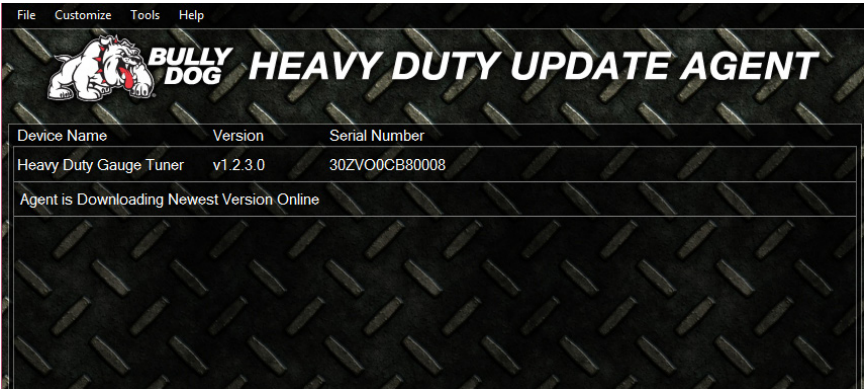 File Customize Tools Help
BULLY DOG HEAVY DUTY UPDATE AGENT
Device Name Version Serial Number
Heavy Duty Gauge Tuner v1.2.3.0 30ZVO0CB80008
Agent is Downloading Newest Version Online